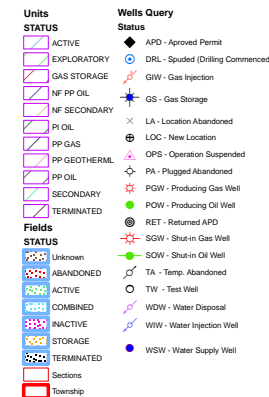 Units
STATUS
ACTIVE
EXPLORATORY
GAS STORAGE
NF PP OIL
NF SECONDARY
PI OIL
PP GAS
PP GEOTHERML
PP OIL
SECONDARY
TERMINATED
Fields
STATUS
Unknown
ABANDONED
ACTIVE
COMBINED
INACTIVE
STORAGE
TERMINATED
Sections
Township
Wells Query
Status
APD - Aproved Permit
DRL - Spuded (Drilling Commenced
GIW - Gas Injection
GS - Gas Storage
LA - Location Abandoned
LOC - New Location
OPS - Operation Suspended
PA - Plugged Abandoned
PGW - Producing Gas Well
POW - Producing Oil Well
RET - Returned APD
SGW - Shut-in Gas Well
SOW - Shut-in Oil Well
TA - Temp. Abandoned
TW - Test Well
WDW - Water Disposal
WIW - Water Injection Well
WSW - Water Supply Well